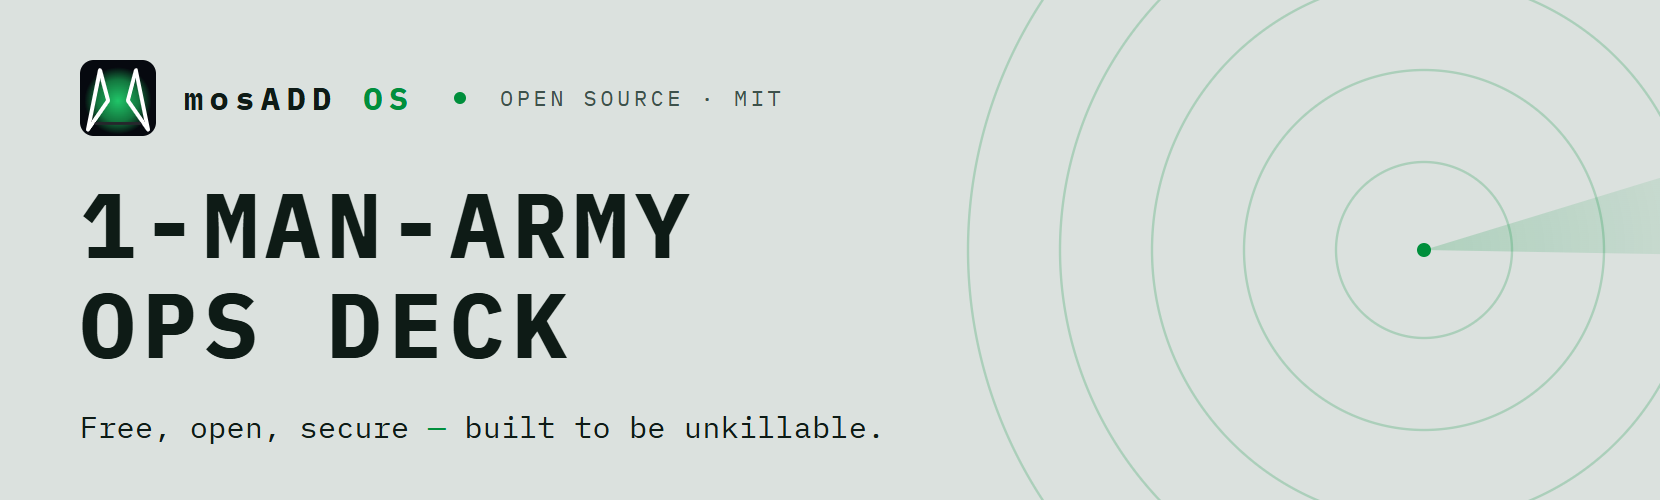 mosADD OS • OPEN SOURCE · MIT
1-MAN-ARMY
OPS DECK
Free, open, secure — built to be unkillable.